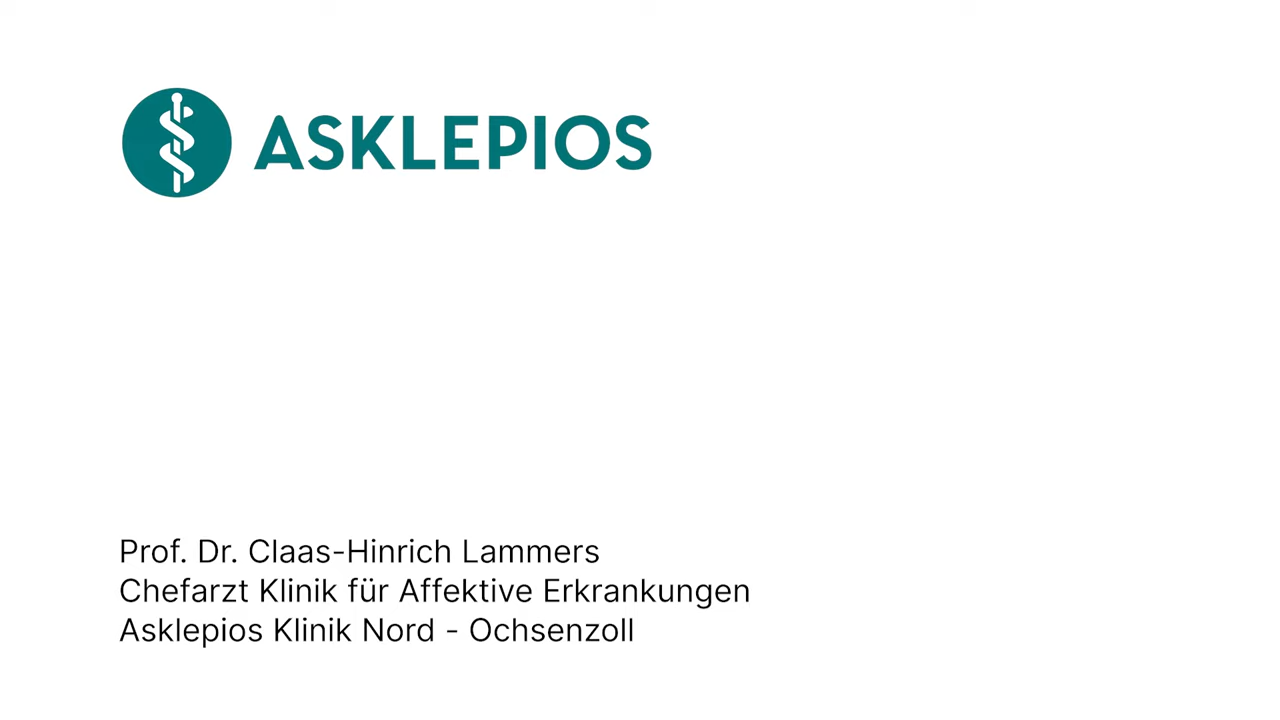 ASKLEPIOS
Prof. Dr. Claas-Hinrich Lammers
Chefarzt Klinik für Affektive Erkrankungen
Asklepios Klinik Nord - Ochsenzoll